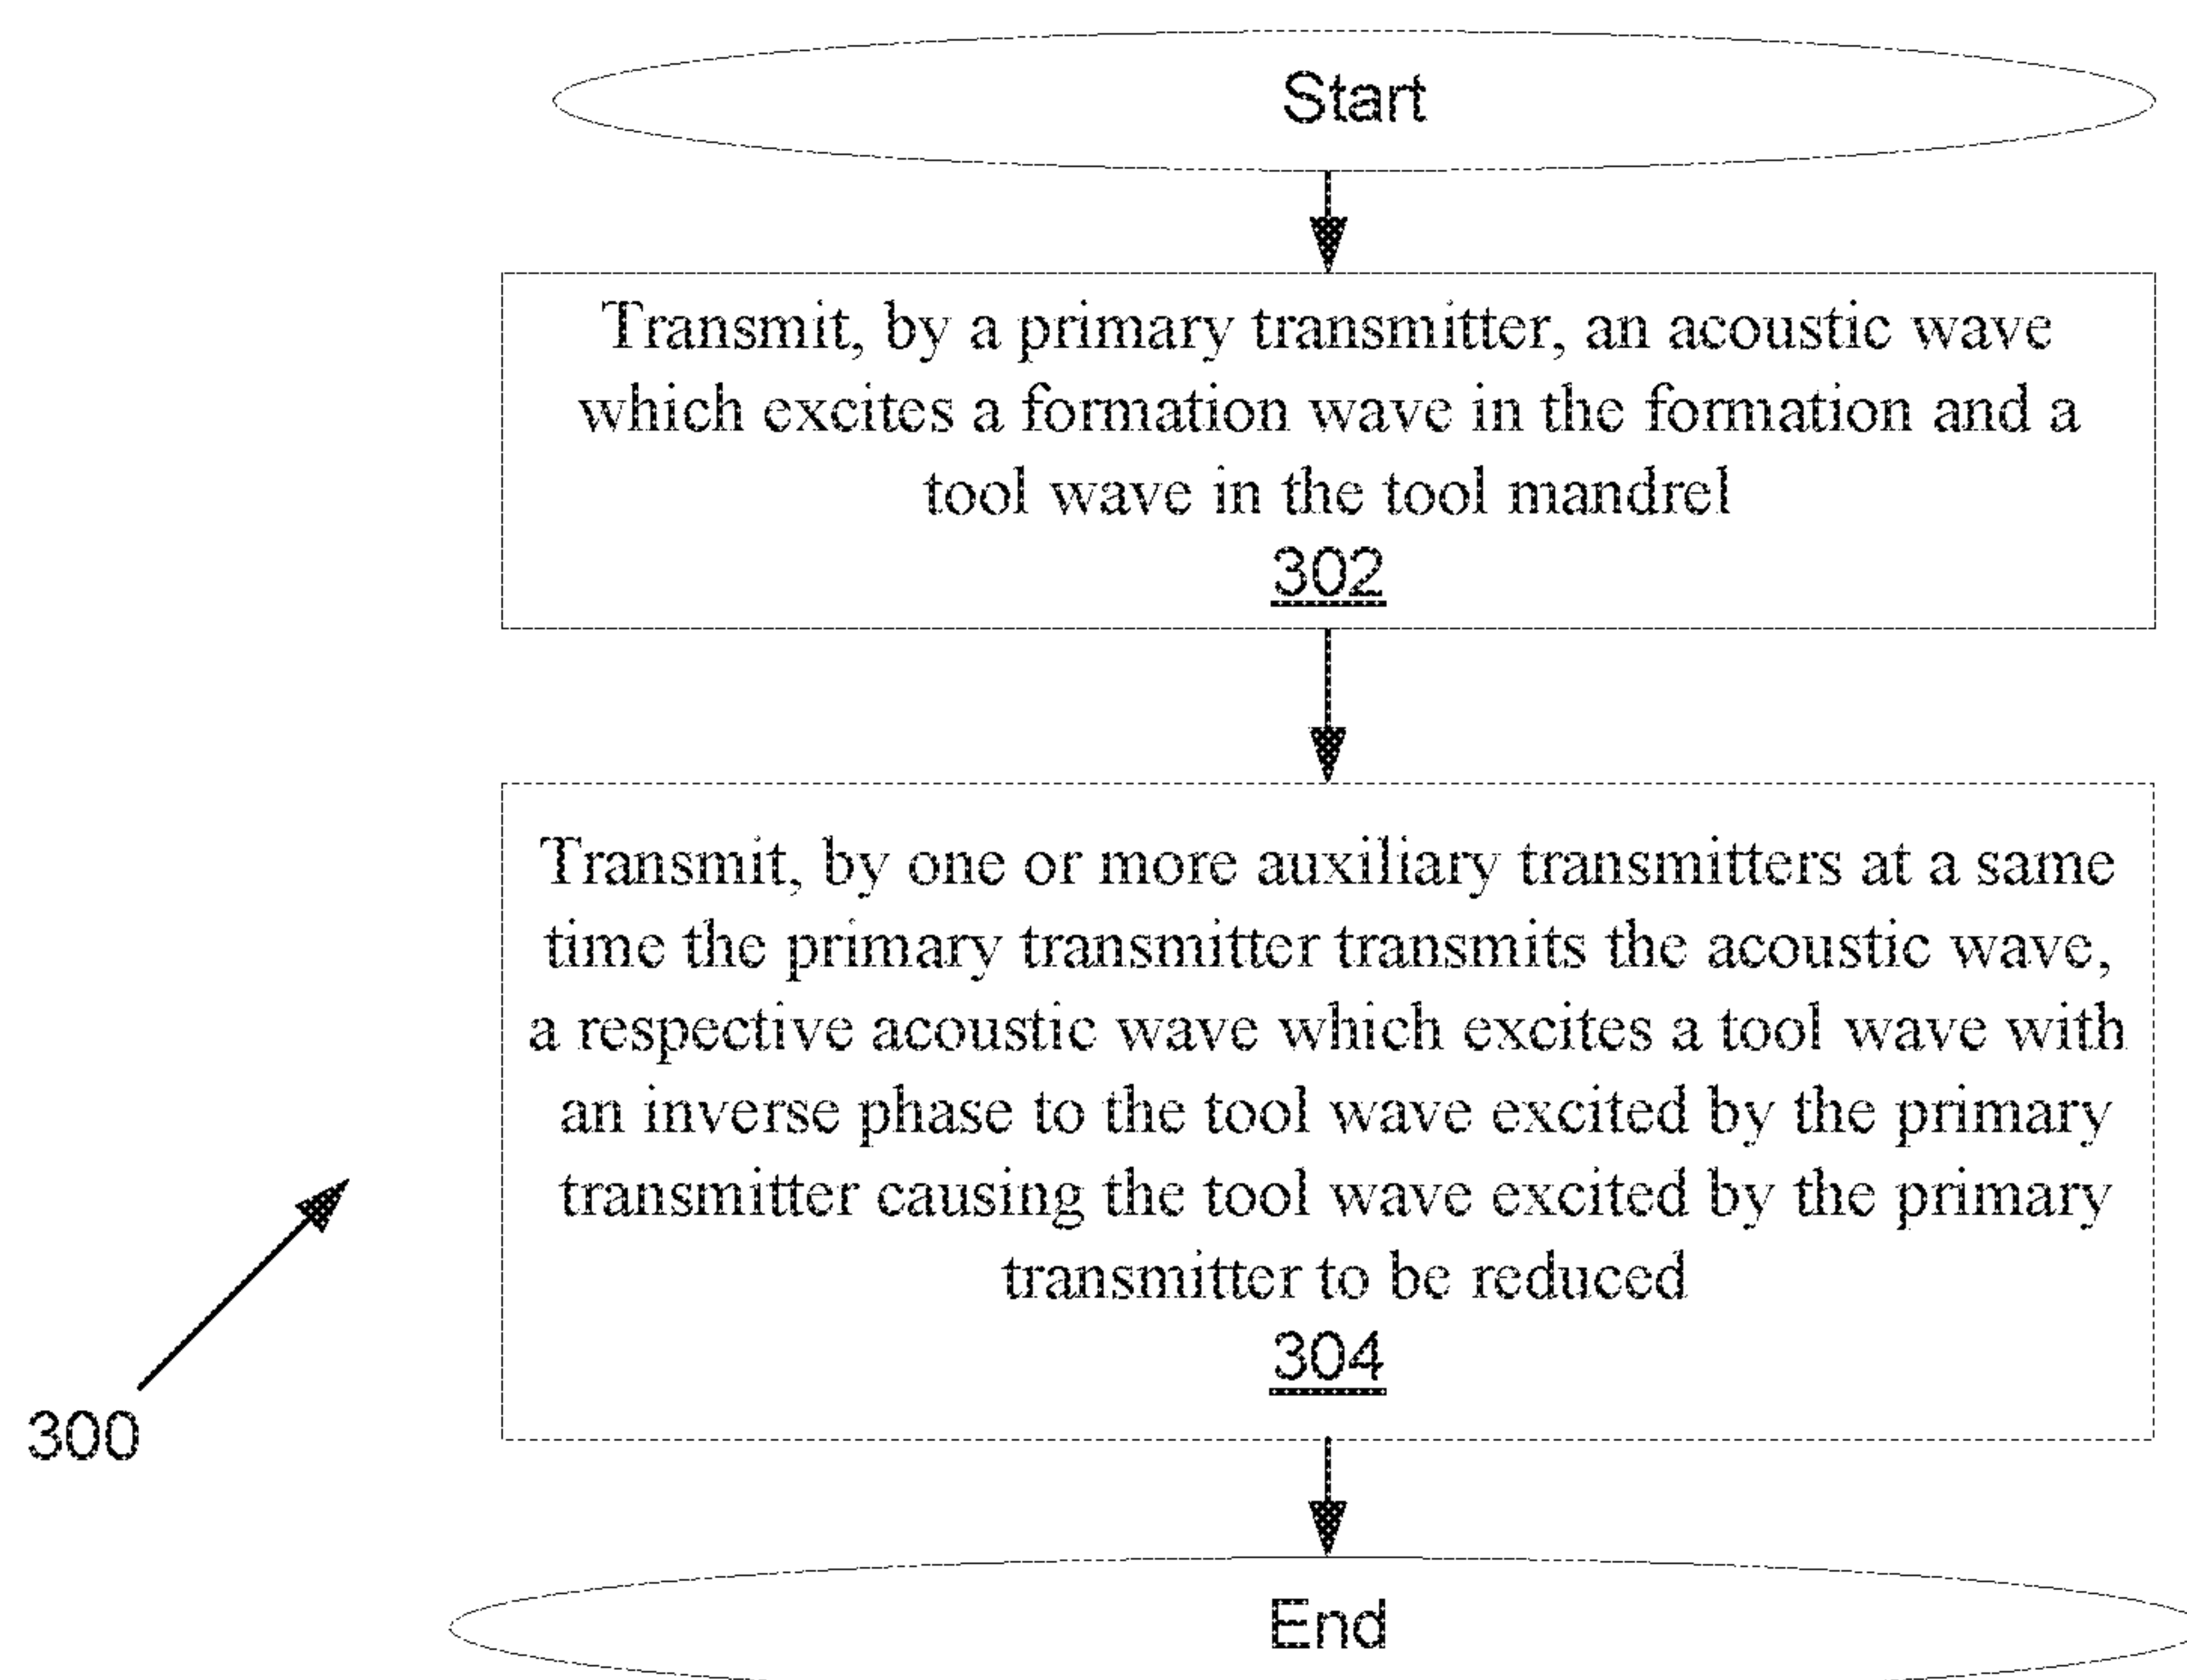 Start
Transmit, by a primary transmitter, an acoustic wave
which excites a formation wave in the formation and a
tool wave in the tool mandrel
302
Transmit, by one or more auxiliary transmitters at a same
time the primary transmitter transmits the acoustic wave,
a respective acoustic wave which excites a tool wave with
an inverse phase to the tool wave excited by the primary
transmitter causing the tool wave excited by the primary
transmitter to be reduced
304
300
End